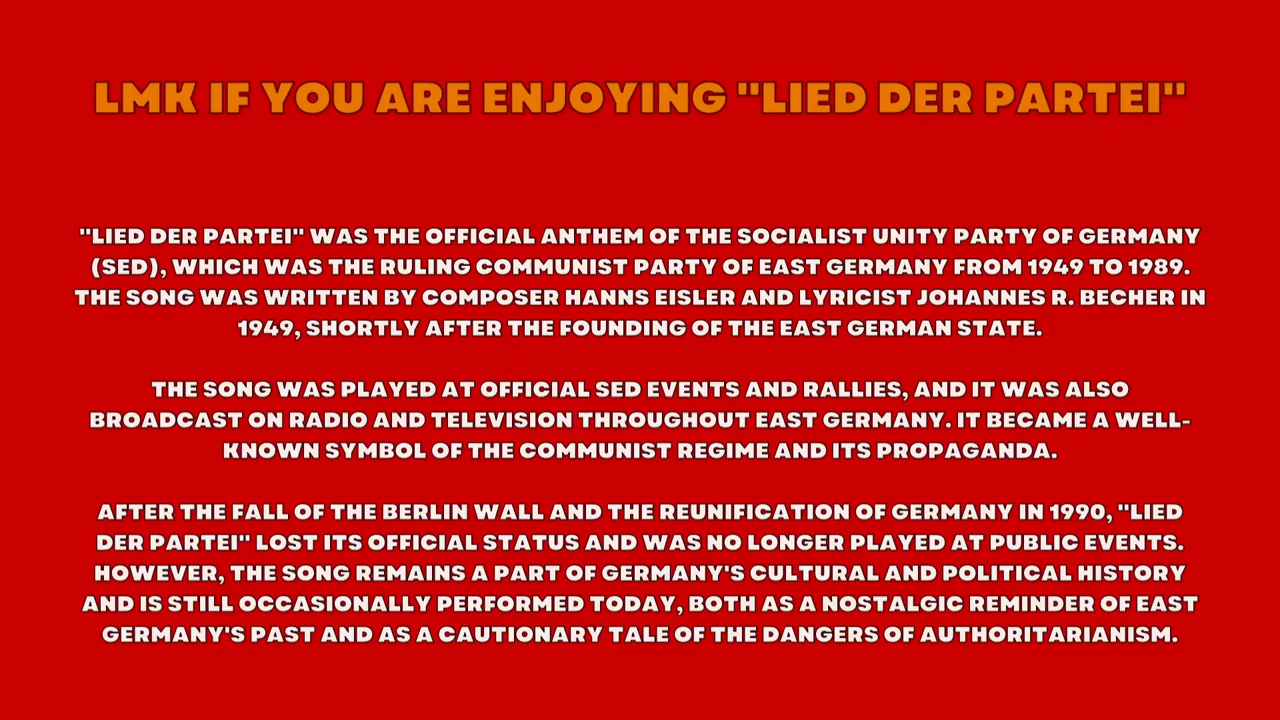 LMK IF YOU ARE ENJOYING "LIED DER PARTEI"
"LIED DER PARTEI" WAS THE OFFICIAL ANTHEM OF THE SOCIALIST UNITY PARTY OF GERMANY
(SED), WHICH WAS THE RULING COMMUNIST PARTY OF EAST GERMANY FROM 1949 TO 1989.
THE SONG WAS WRITTEN BY COMPOSER HANNS EISLER AND LYRICIST JOHANNES R. BECHER IN
1949, SHORTLY AFTER THE FOUNDING OF THE EAST GERMAN STATE.
THE SONG WAS PLAYED AT OFFICIAL SED EVENTS AND RALLIES, AND IT WAS ALSO
BROADCAST ON RADIO AND TELEVISION THROUGHOUT EAST GERMANY. IT BECAME A WELL-
KNOWN SYMBOL OF THE COMMUNIST REGIME AND ITS PROPAGANDA.
AFTER THE FALL OF THE BERLIN WALL AND THE REUNIFICATION OF GERMANY IN 1990, "LIED
DER PARTEI" LOST ITS OFFICIAL STATUS AND WAS NO LONGER PLAYED AT PUBLIC EVENTS.
HOWEVER, THE SONG REMAINS A PART OF GERMANY'S CULTURAL AND POLITICAL HISTORY
AND IS STILL OCCASIONALLY PERFORMED TODAY, BOTH AS A NOSTALGIC REMINDER OF EAST
GERMANY'S PAST AND AS A CAUTIONARY TALE OF THE DANGERS OF AUTHORITARIANISM.